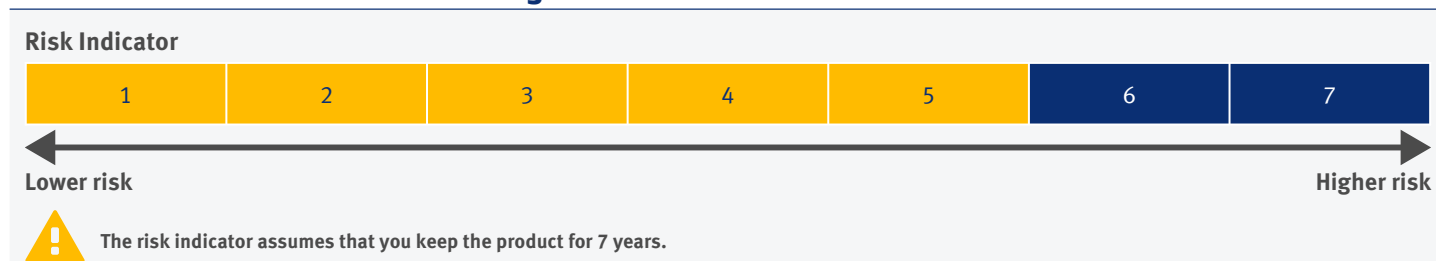 Risk Indicator
1 2 3 4 5 6 7
Lower risk Higher risk
The risk indicator assumes that you keep the product for 7 years.